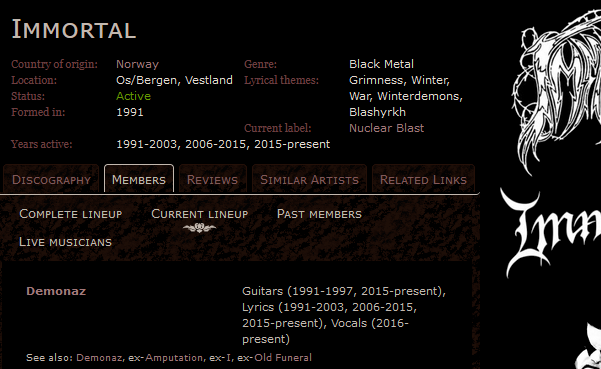 Immortal
Country of origin: Norway
Location: Os/Bergen, Vestland
Status: Active
Formed in: 1991
Genre: Black Metal
Lyrical themes: Grimness, Winter,
War, Winterdemons,
Blashyrkh
Current label: Nuclear Blast
Years active: 1991-2003, 2006-2015, 2015-present
Discography Members Reviews Similar Artists Related Links
Complete lineup Current lineup Past members
Live musicians
Demonaz Guitars (1991-1997, 2015-present),
Lyrics (1991-2003, 2006-2015,
2015-present), Vocals (2016-
present)
See also: Demonaz, ex-Amputation, ex-I, ex-Old Funeral